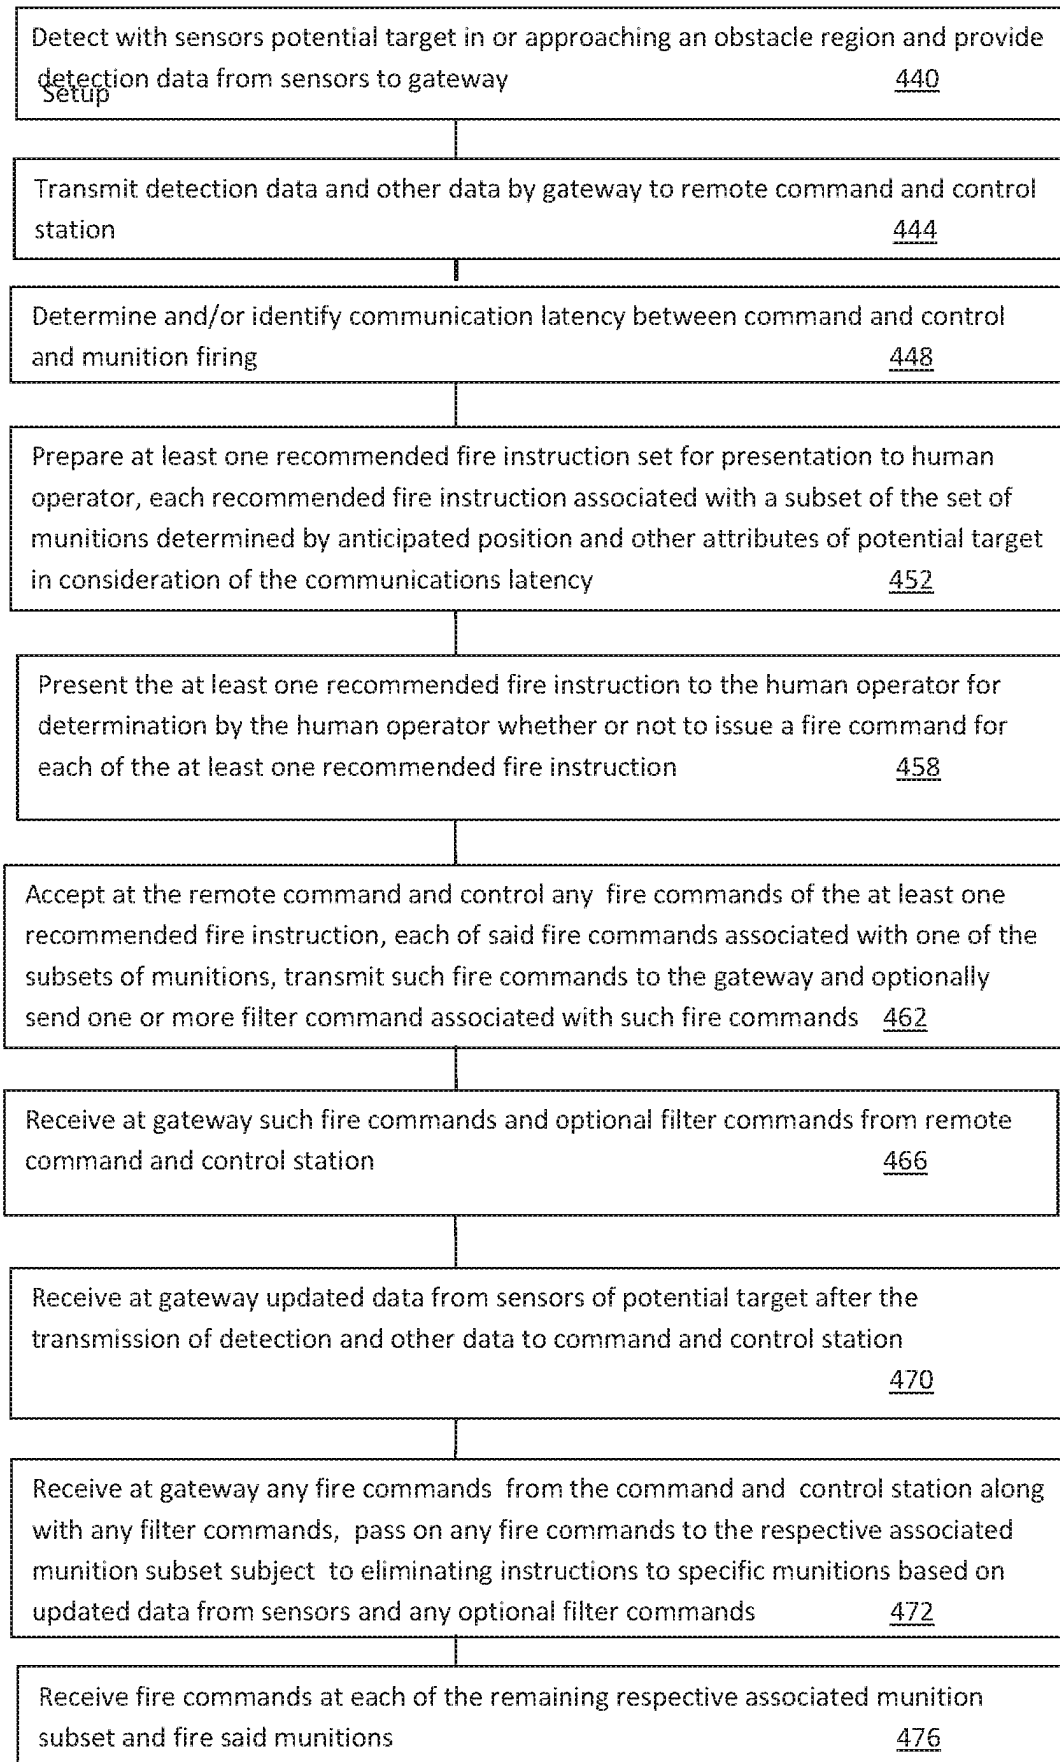 Detect with sensors potential target in or approaching an obstacle region and provide
detection data from sensors to gateway 440
Setup
Transmit detection data and other data by gateway to remote command and control
station 444
Determine and/or identify communication latency between command and control
and munition firing 448
Prepare at least one recommended fire instruction set for presentation to human
operator, each recommended fire instruction associated with a subset of the set of
munitions determined by anticipated position and other attributes of potential target
in consideration of the communications latency 452
Present the at least one recommended fire instruction to the human operator for
determination by the human operator whether or not to issue a fire command for
each of the at least one recommended fire instruction 458
Accept at the remote command and control any fire commands of the at least one
recommended fire instruction, each of said fire commands associated with one of the
subsets of munitions, transmit such fire commands to the gateway and optionally
send one or more filter command associated with such fire commands 462
Receive at gateway such fire commands and optional filter commands from remote
command and control station 466
Receive at gateway updated data from sensors of potential target after the
transmission of detection and other data to command and control station
470
Receive at gateway any fire commands from the command and control station along
with any filter commands, pass on any fire commands to the respective associated
munition subset subject to eliminating instructions to specific munitions based on
updated data from sensors and any optional filter commands 472
Receive fire commands at each of the remaining respective associated munition
subset and fire said munitions 476